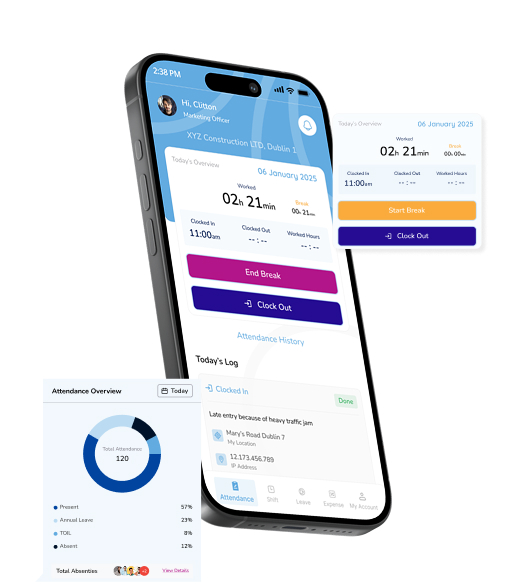 2:38 PM
Hi, Clitton
Marketing Officer
XYZ Construction LTD, Dublin 1
Today's Overview
06 January 2025
Worked
02h 21min
Break
00h 21min
Clocked In
11:00am
Clocked Out
-- : --
Worked Hours
-- : --
End Break
Clock Out
Attendance History
Today's Log
Clocked In
Done
Late entry because of heavy traffic jam
Mary's Road Dublin 7
My Location
12.173.456.789
IP Address
Attendance
Shift
Leave
Expense
My Account
Today's Overview
06 January 2025
Worked
02h 21min
Break
00h 00min
Clocked In
11:00am
Clocked Out
-- : --
Worked Hours
-- : --
Start Break
Clock Out
Attendance Overview
Today
Total Attendance
120
Present 57%
Annual Leave 23%
TOIL 8%
Absent 12%
Total Absenties
View Details